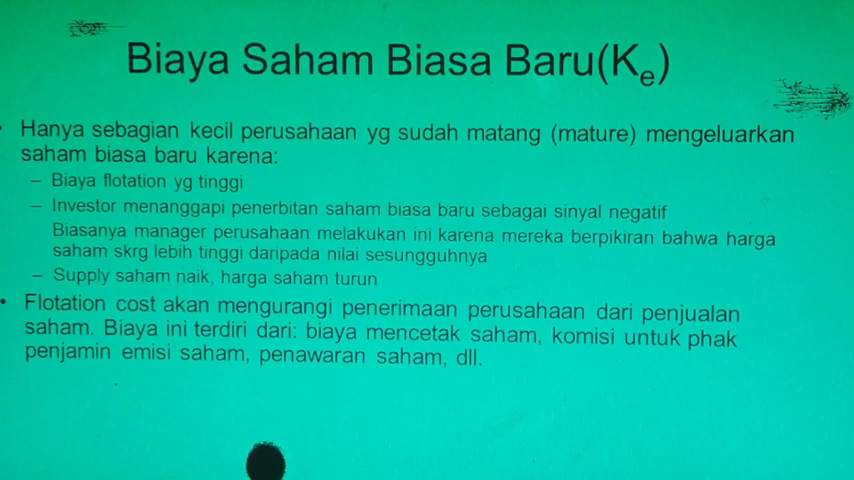 Biaya Saham Biasa Baru(Ke)
• Hanya sebagian kecil perusahaan yg sudah matang (mature) mengeluarkan
saham biasa baru karena:
– Biaya flotation yg tinggi
– Investor menanggapi penerbitan saham biasa baru sebagai sinyal negatif
Biasanya manager perusahaan melakukan ini karena mereka berpikiran bahwa harga
saham skrg lebih tinggi daripada nilai sesungguhnya
– Supply saham naik, harga saham turun
• Flotation cost akan mengurangi penerimaan perusahaan dari penjualan
saham. Biaya ini terdiri dari: biaya mencetak saham, komisi untuk phak
penjamin emisi saham, penawaran saham, dll.